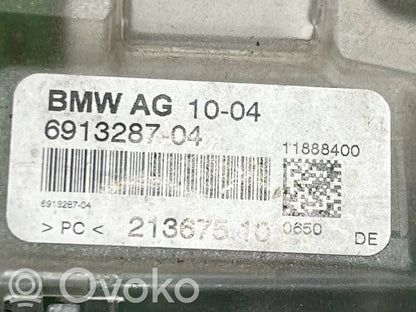 BMW AG 10-04
6913287-04
11888400
6913287-04
> PC < 213675 10 0650 DE
© Ovoko